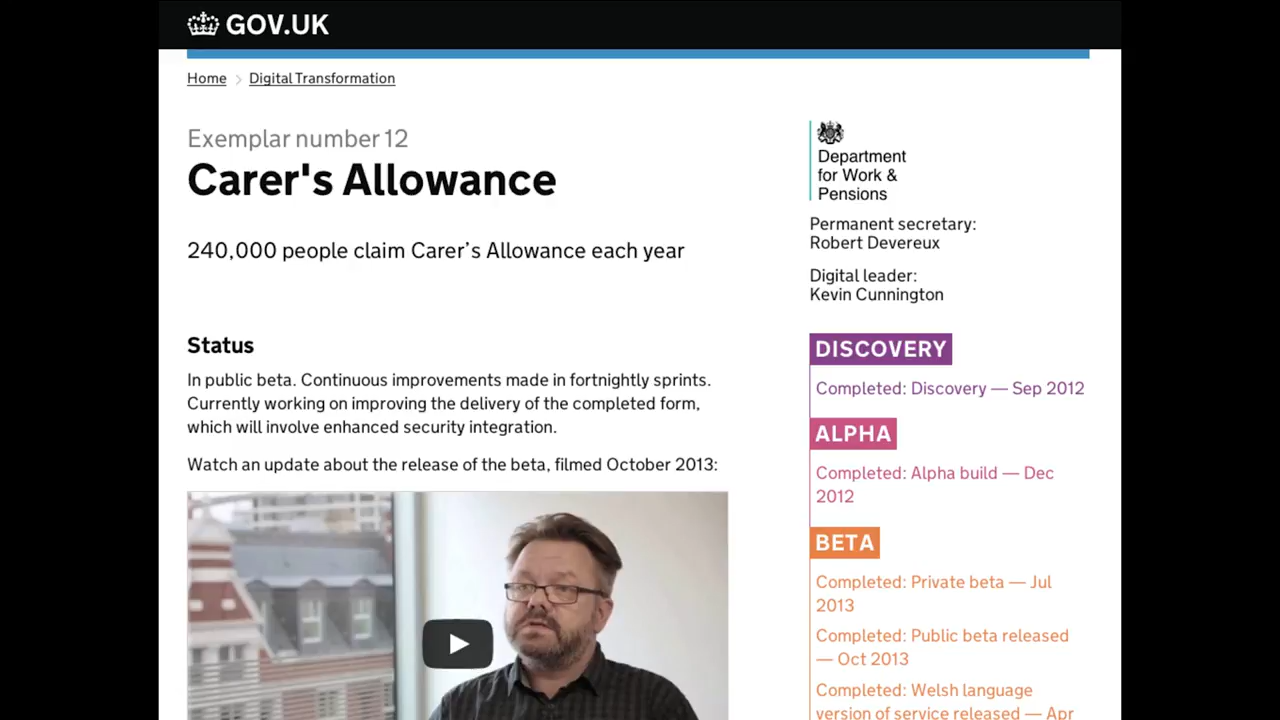 GOV.UK
Home > Digital Transformation
Exemplar number 12
Carer's Allowance
240,000 people claim Carer’s Allowance each year
Status
In public beta. Continuous improvements made in fortnightly sprints.
Currently working on improving the delivery of the completed form,
which will involve enhanced security integration.
Watch an update about the release of the beta, filmed October 2013:
Department
for Work &
Pensions
Permanent secretary:
Robert Devereux
Digital leader:
Kevin Cunnington
DISCOVERY
Completed: Discovery — Sep 2012
ALPHA
Completed: Alpha build — Dec
2012
BETA
Completed: Private beta — Jul
2013
Completed: Public beta released
— Oct 2013
Completed: Welsh language
version of service released — Apr